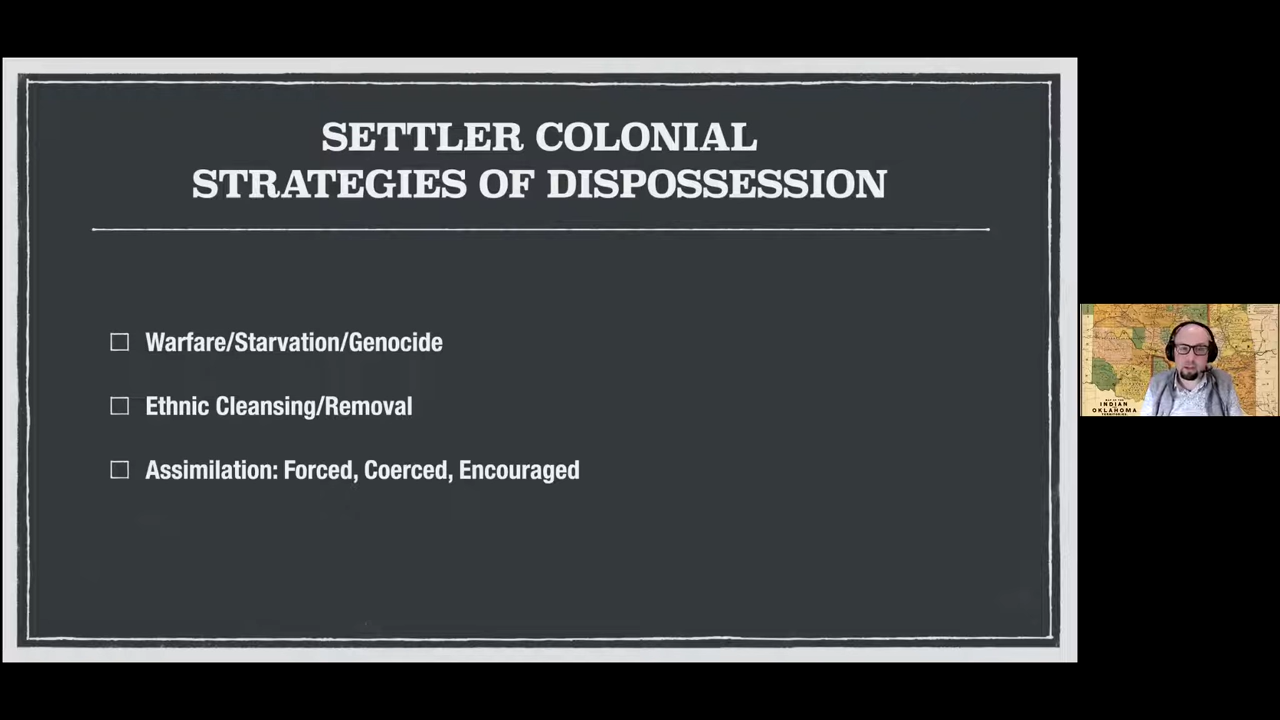 SETTLER COLONIAL
STRATEGIES OF DISPOSSESSION
Warfare/Starvation/Genocide
Ethnic Cleansing/Removal
Assimilation: Forced, Coerced, Encouraged
INDIAN
OKLAHOMA